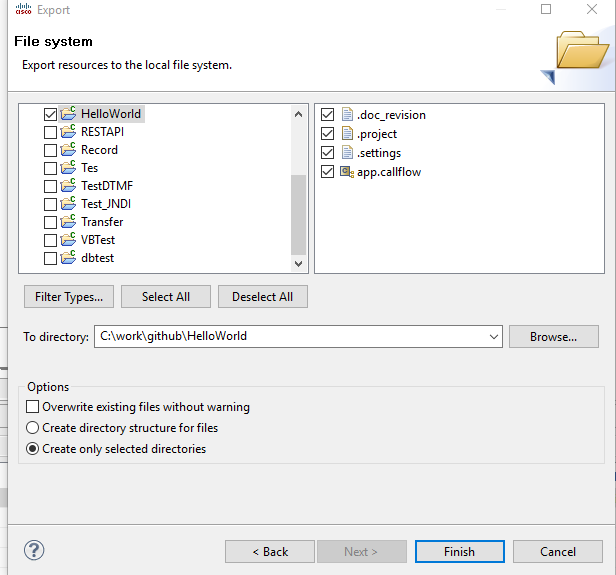 CISCO Export
File system
Export resources to the local file system.
HelloWorld
RESTAPI
Record
Tes
TestDTMF
Test_JNDI
Transfer
VBTest
dbtest
.doc_revision
.project
.settings
app.callflow
Filter Types... Select All Deselect All
To directory: C:\work\github\HelloWorld Browse...
Options
Overwrite existing files without warning
Create directory structure for files
Create only selected directories
? < Back Next > Finish Cancel